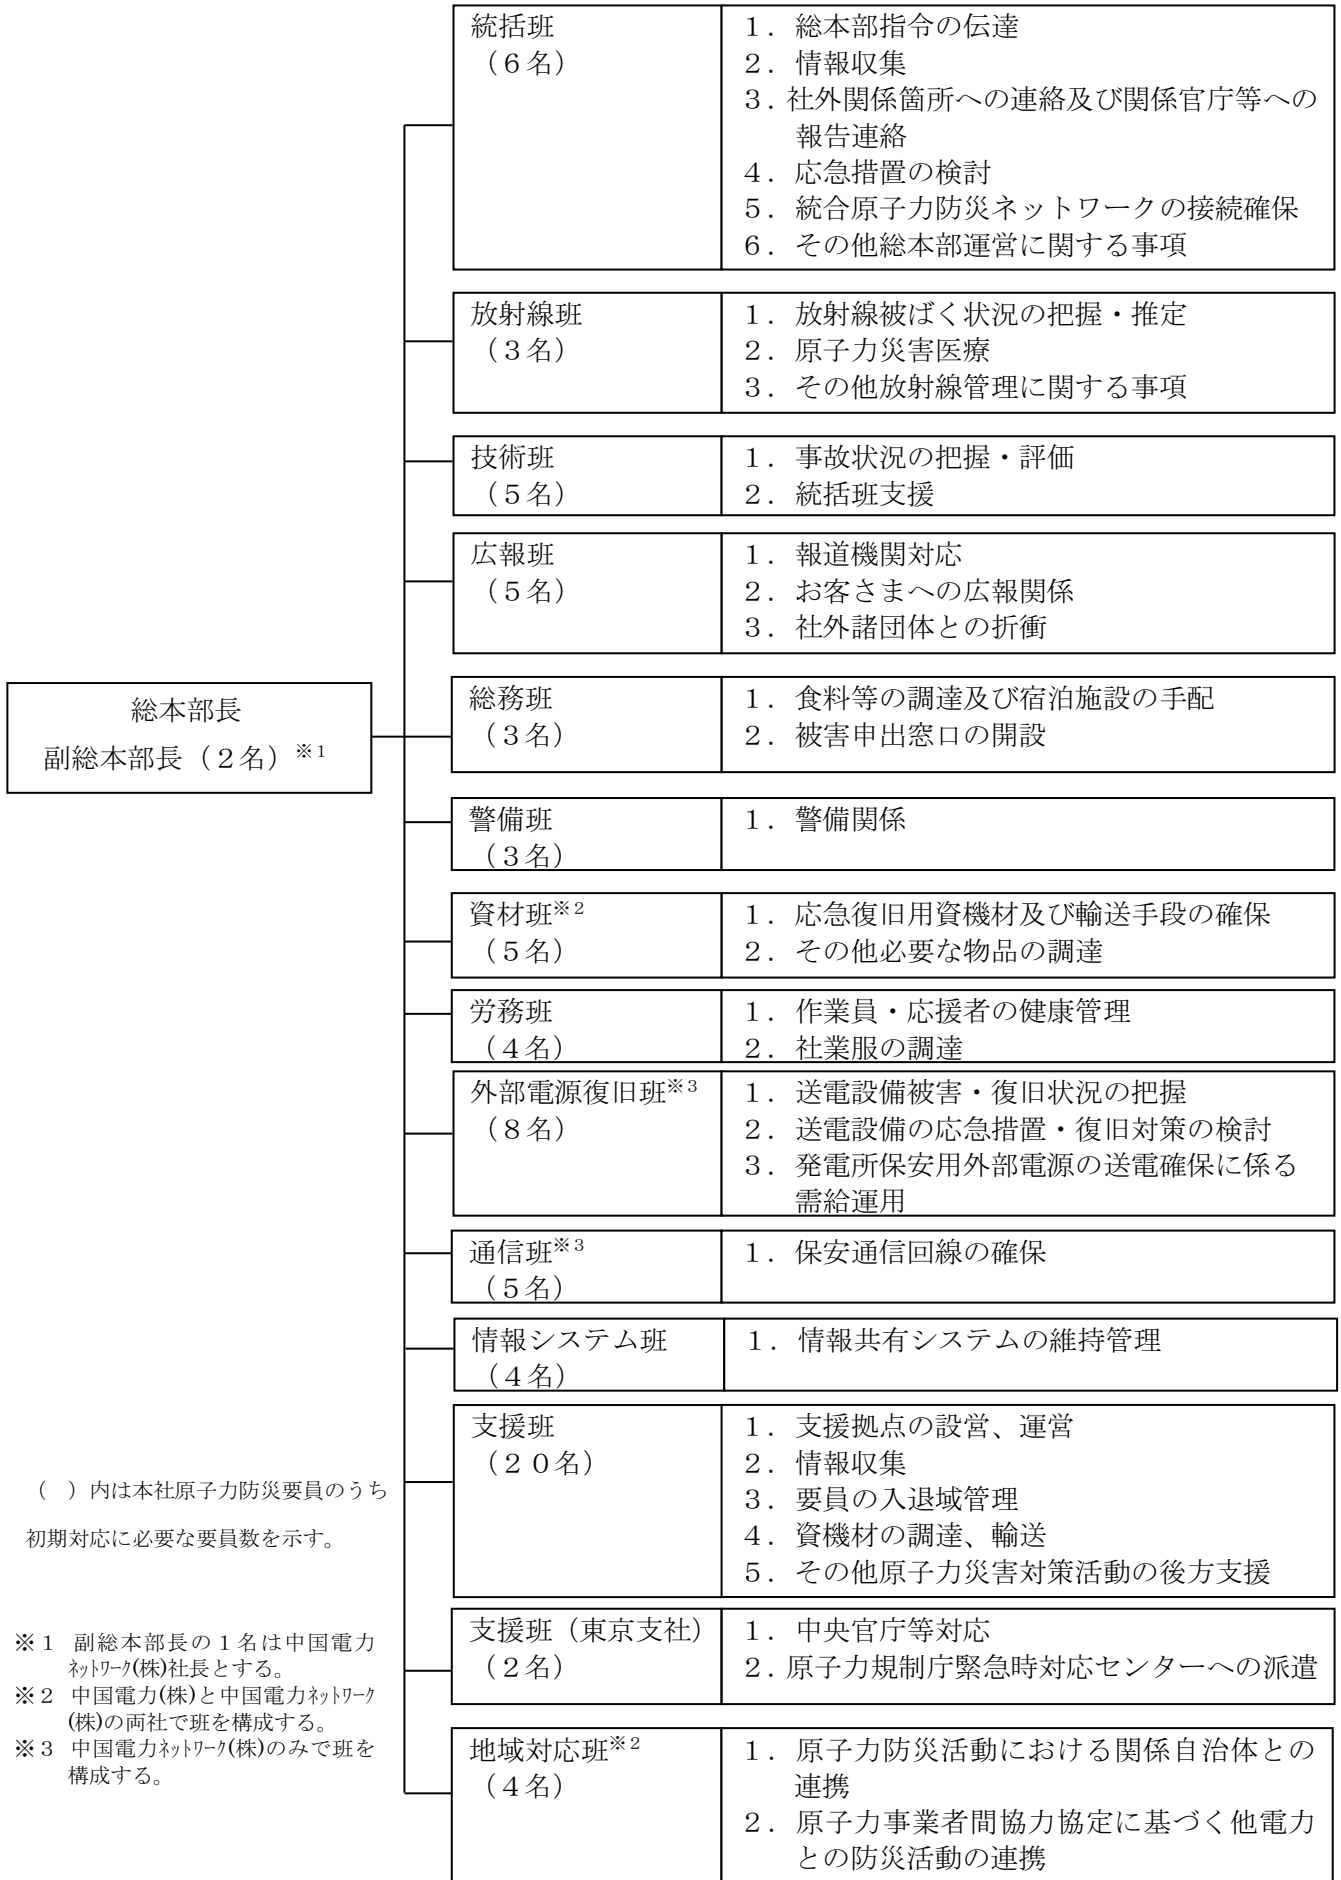 統括班
（６名）
１．総本部指令の伝達
２．情報収集
３．社外関係箇所への連絡及び関係官庁等への
報告連絡
４．応急措置の検討
５．統合原子力防災ネットワークの接続確保
６．その他総本部運営に関する事項
放射線班
（３名）
１．放射線被ばく状況の把握・推定
２．原子力災害医療
３．その他放射線管理に関する事項
技術班
（５名）
１．事故状況の把握・評価
２．統括班支援
広報班
（５名）
１．報道機関対応
２．お客さまへの広報関係
３．社外諸団体との折衝
総本部長
副総本部長（２名）※１
総務班
（３名）
１．食料等の調達及び宿泊施設の手配
２．被害申出窓口の開設
警備班
（３名）
１．警備関係
資材班※２
（５名）
１．応急復旧用資機材及び輸送手段の確保
２．その他必要な物品の調達
労務班
（４名）
１．作業員・応援者の健康管理
２．社業服の調達
外部電源復旧班※３
（８名）
１．送電設備被害・復旧状況の把握
２．送電設備の応急措置・復旧対策の検討
３．発電所保安用外部電源の送電確保に係る
需給運用
通信班※３
（５名）
１．保安通信回線の確保
情報システム班
（４名）
１．情報共有システムの維持管理
支援班
（２０名）
１．支援拠点の設営、運営
２．情報収集
３．要員の入退域管理
４．資機材の調達、輸送
５．その他原子力災害対策活動の後方支援
支援班（東京支社）
（２名）
１．中央官庁等対応
２．原子力規制庁緊急時対応センターへの派遣
地域対応班※２
（４名）
１．原子力防災活動における関係自治体との
連携
２．原子力事業者間協力協定に基づく他電力
との防災活動の連携
（　）内は本社原子力防災要員のうち
初期対応に必要な要員数を示す。
※１　副総本部長の１名は中国電力
ﾈｯﾄﾜｰｸ(株)社長とする。
※２　中国電力(株)と中国電力ﾈｯﾄﾜｰｸ
(株)の両社で班を構成する。
※３　中国電力ﾈｯﾄﾜｰｸ(株)のみで班を
構成する。